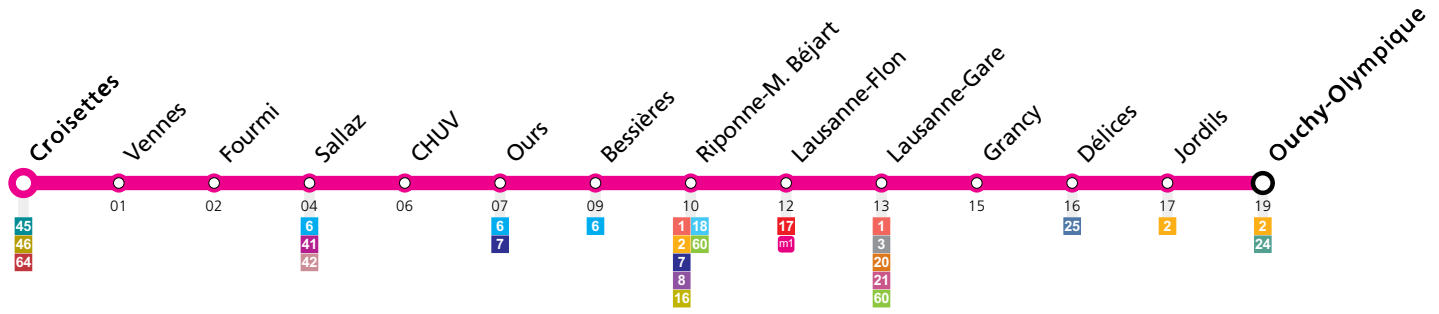 Croisettes
Vennes
Fourmi
Sallaz
CHUV
Ours
Bessières
Riponne-M. Béjart
Lausanne-Flon
Lausanne-Gare
Grancy
Délices
Jordils
Ouchy-Olympique
01 02 04 06 07 09 10 12 13 15 16 17 19
45 6 6 6 1 18 17 1 25 2 2
46 41 7 2 60 m1 3 24
64 42 7 20
8 21
16 60